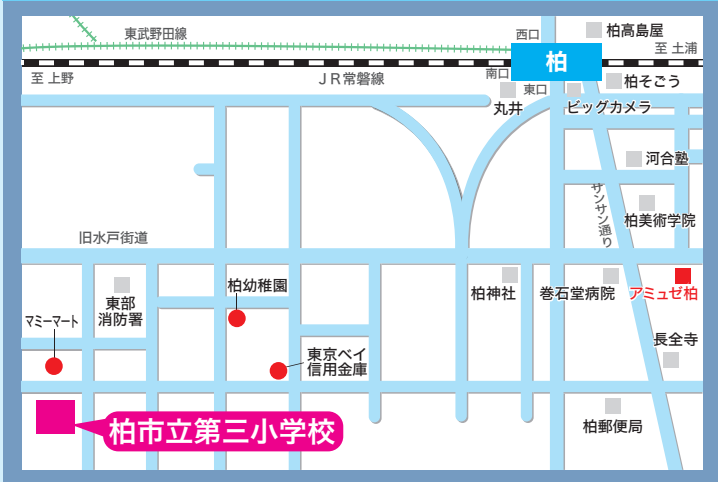 東武野田線
西口
柏高島屋
至 土浦
柏
至 上野
JR常磐線
南口
東口
柏そごう
丸井
ビッグカメラ
河合塾
サンサン通り
柏美術学院
旧水戸街道
柏幼稚園
柏神社
巻石堂病院
アミュゼ柏
東部
消防署
マミーマート
東京ベイ
信用金庫
長全寺
柏市立第三小学校
柏郵便局